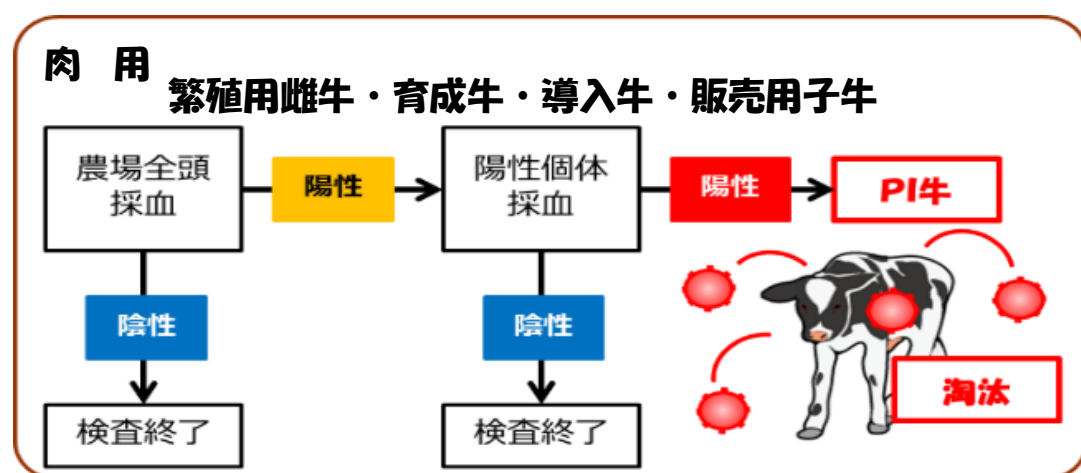 肉 用
繁殖用雌牛・育成牛・導入牛・販売用子牛
農場全頭
採血
陽性
陽性個体
採血
陽性
PI牛
陰性
陰性
淘汰
検査終了
検査終了